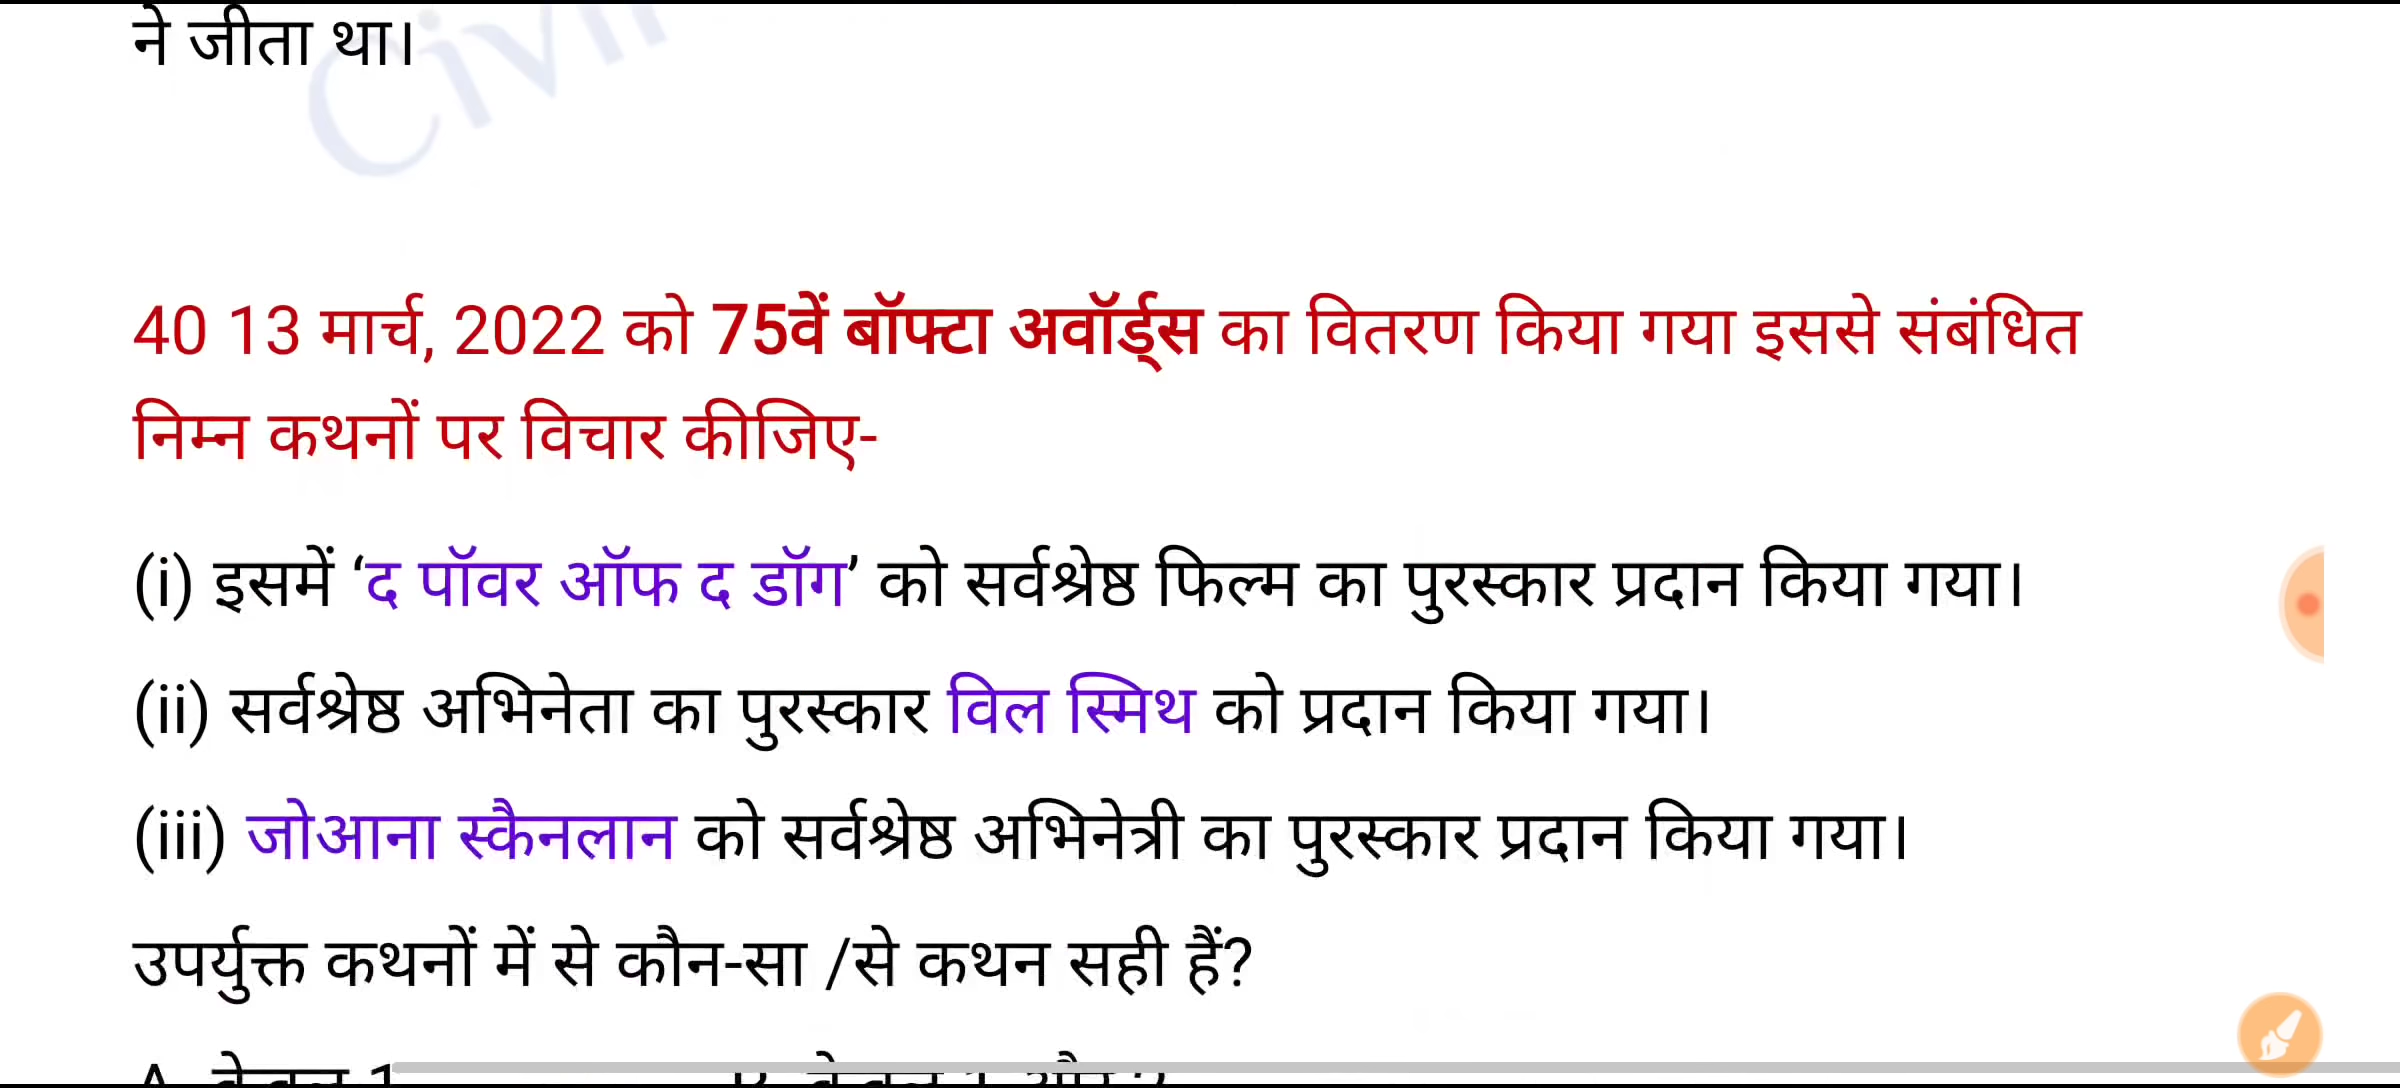 ने जीता था।
Civil
40 13 मार्च, 2022 को 75वें बॉफ्टा अवॉर्ड्स का वितरण किया गया इससे संबंधित
निम्न कथनों पर विचार कीजिए-
(i) इसमें ‘द पॉवर ऑफ द डॉग’ को सर्वश्रेष्ठ फिल्म का पुरस्कार प्रदान किया गया।
(ii) सर्वश्रेष्ठ अभिनेता का पुरस्कार विल स्मिथ को प्रदान किया गया।
(iii) जोआना स्कैनलान को सर्वश्रेष्ठ अभिनेत्री का पुरस्कार प्रदान किया गया।
उपर्युक्त कथनों में से कौन-सा /से कथन सही हैं?